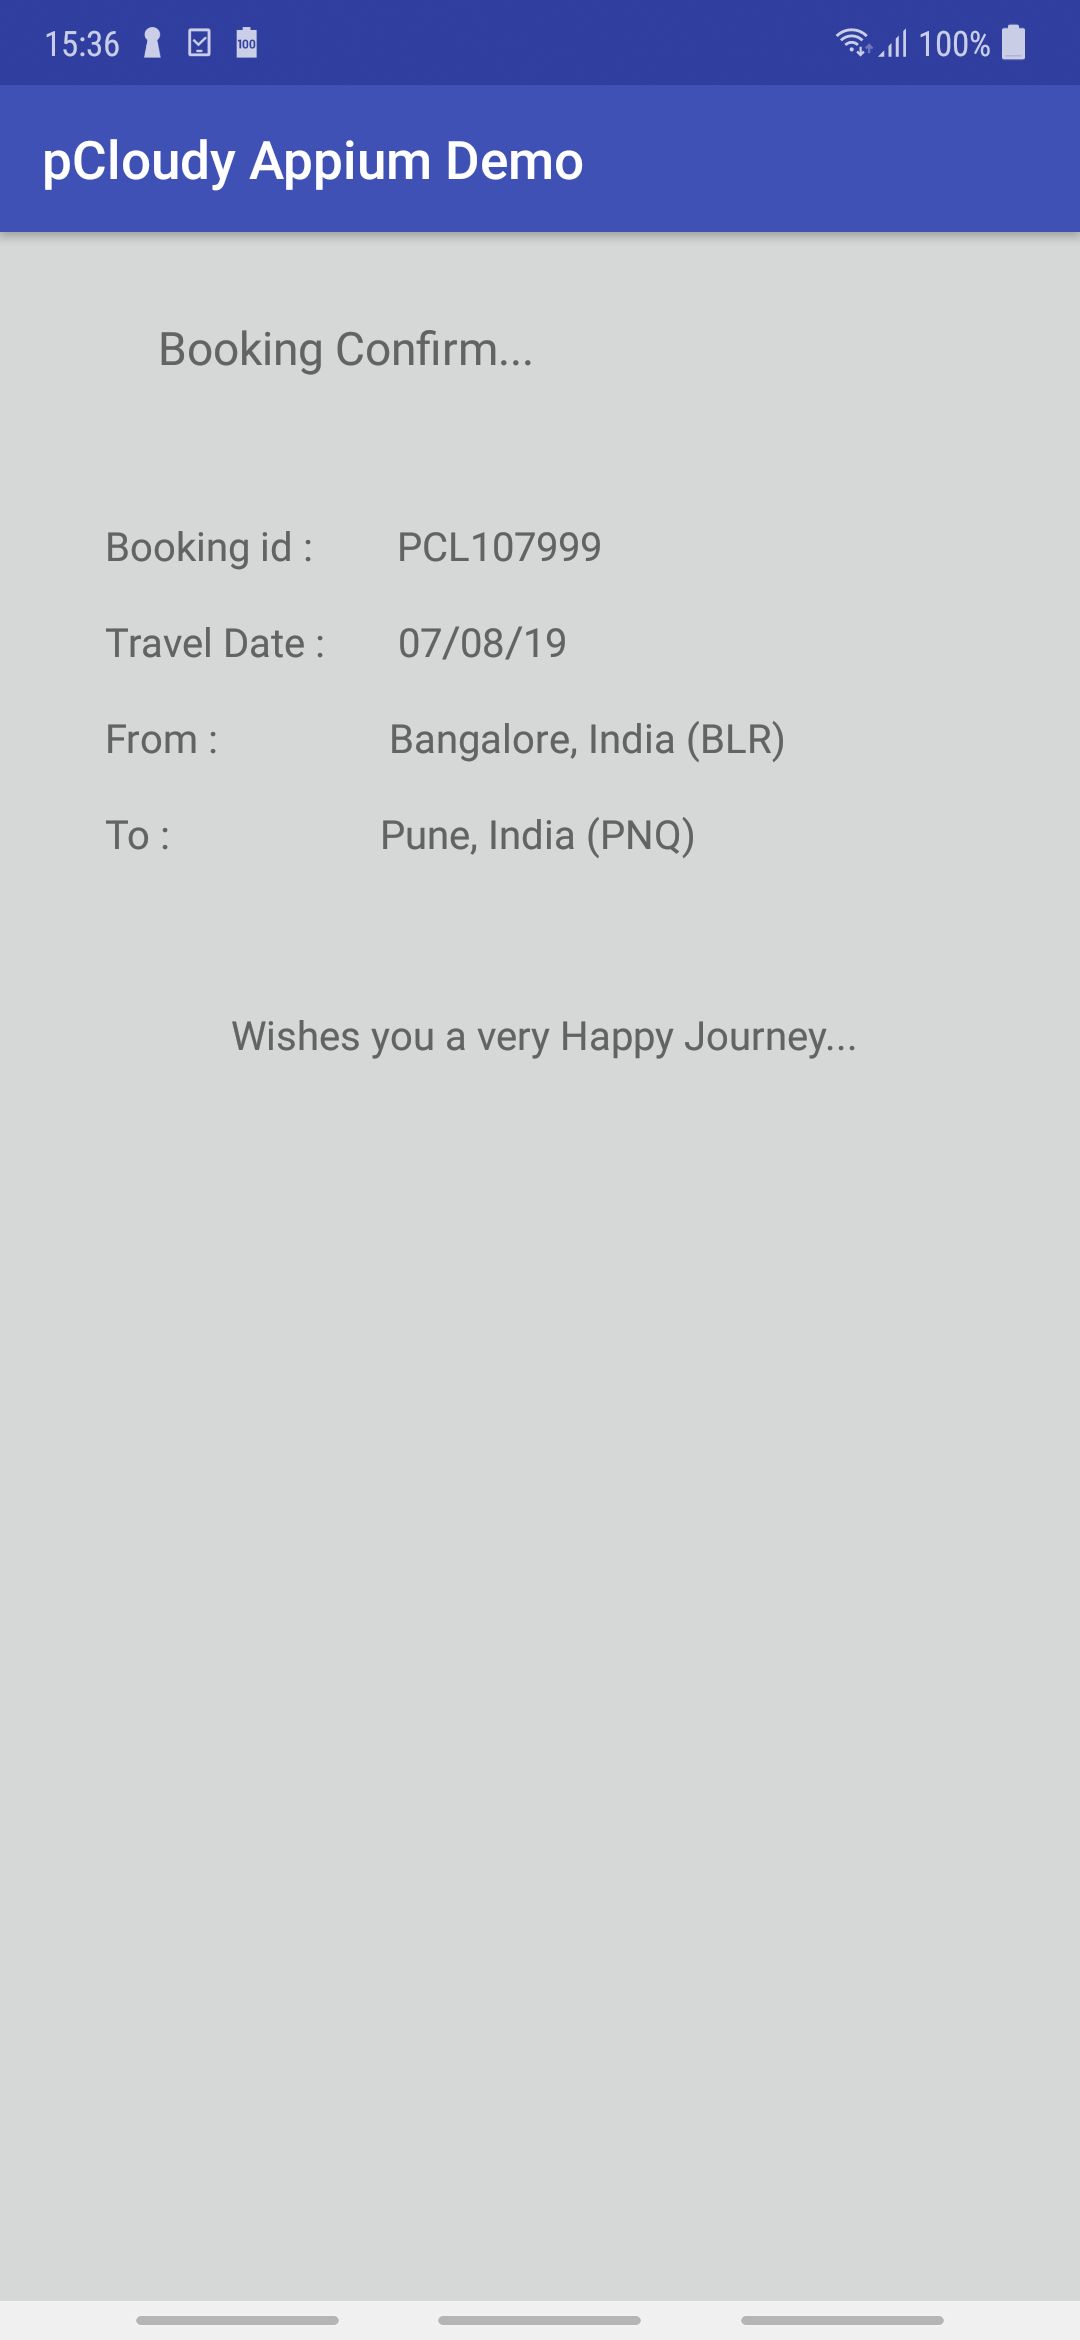 15:36 100 100%
pCloudy Appium Demo
Booking Confirm...
Booking id : PCL107999
Travel Date : 07/08/19
From : Bangalore, India (BLR)
To : Pune, India (PNQ)
Wishes you a very Happy Journey...